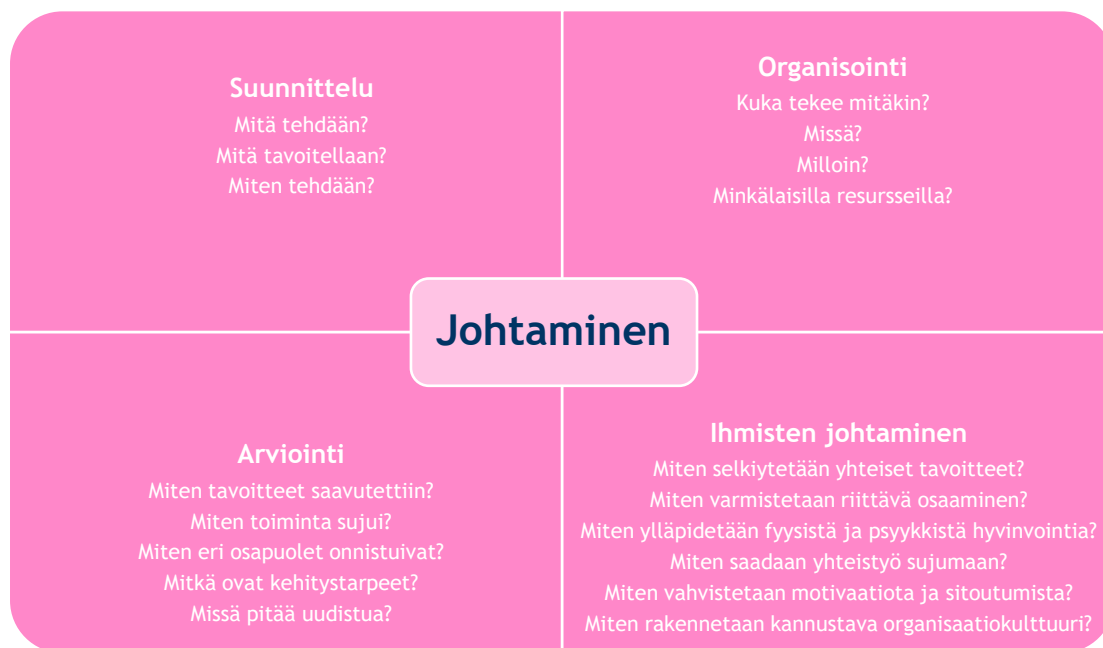 Suunnittelu
Mitä tehdään?
Mitä tavoitellaan?
Miten tehdään?
Organisointi
Kuka tekee mitäkin?
Missä?
Milloin?
Minkälaisilla resursseilla?
Johtaminen
Arviointi
Miten tavoitteet saavutettiin?
Miten toiminta sujui?
Miten eri osapuolet onnistuivat?
Mitkä ovat kehitystarpeet?
Missä pitää uudistua?
Ihmisten johtaminen
Miten selkiytetään yhteiset tavoitteet?
Miten varmistetaan riittävä osaaminen?
Miten ylläpidetään fyysistä ja psyykkistä hyvinvointia?
Miten saadaan yhteistyö sujumaan?
Miten vahvistetaan motivaatiota ja sitoutumista?
Miten rakennetaan kannustava organisaatiokulttuuri?